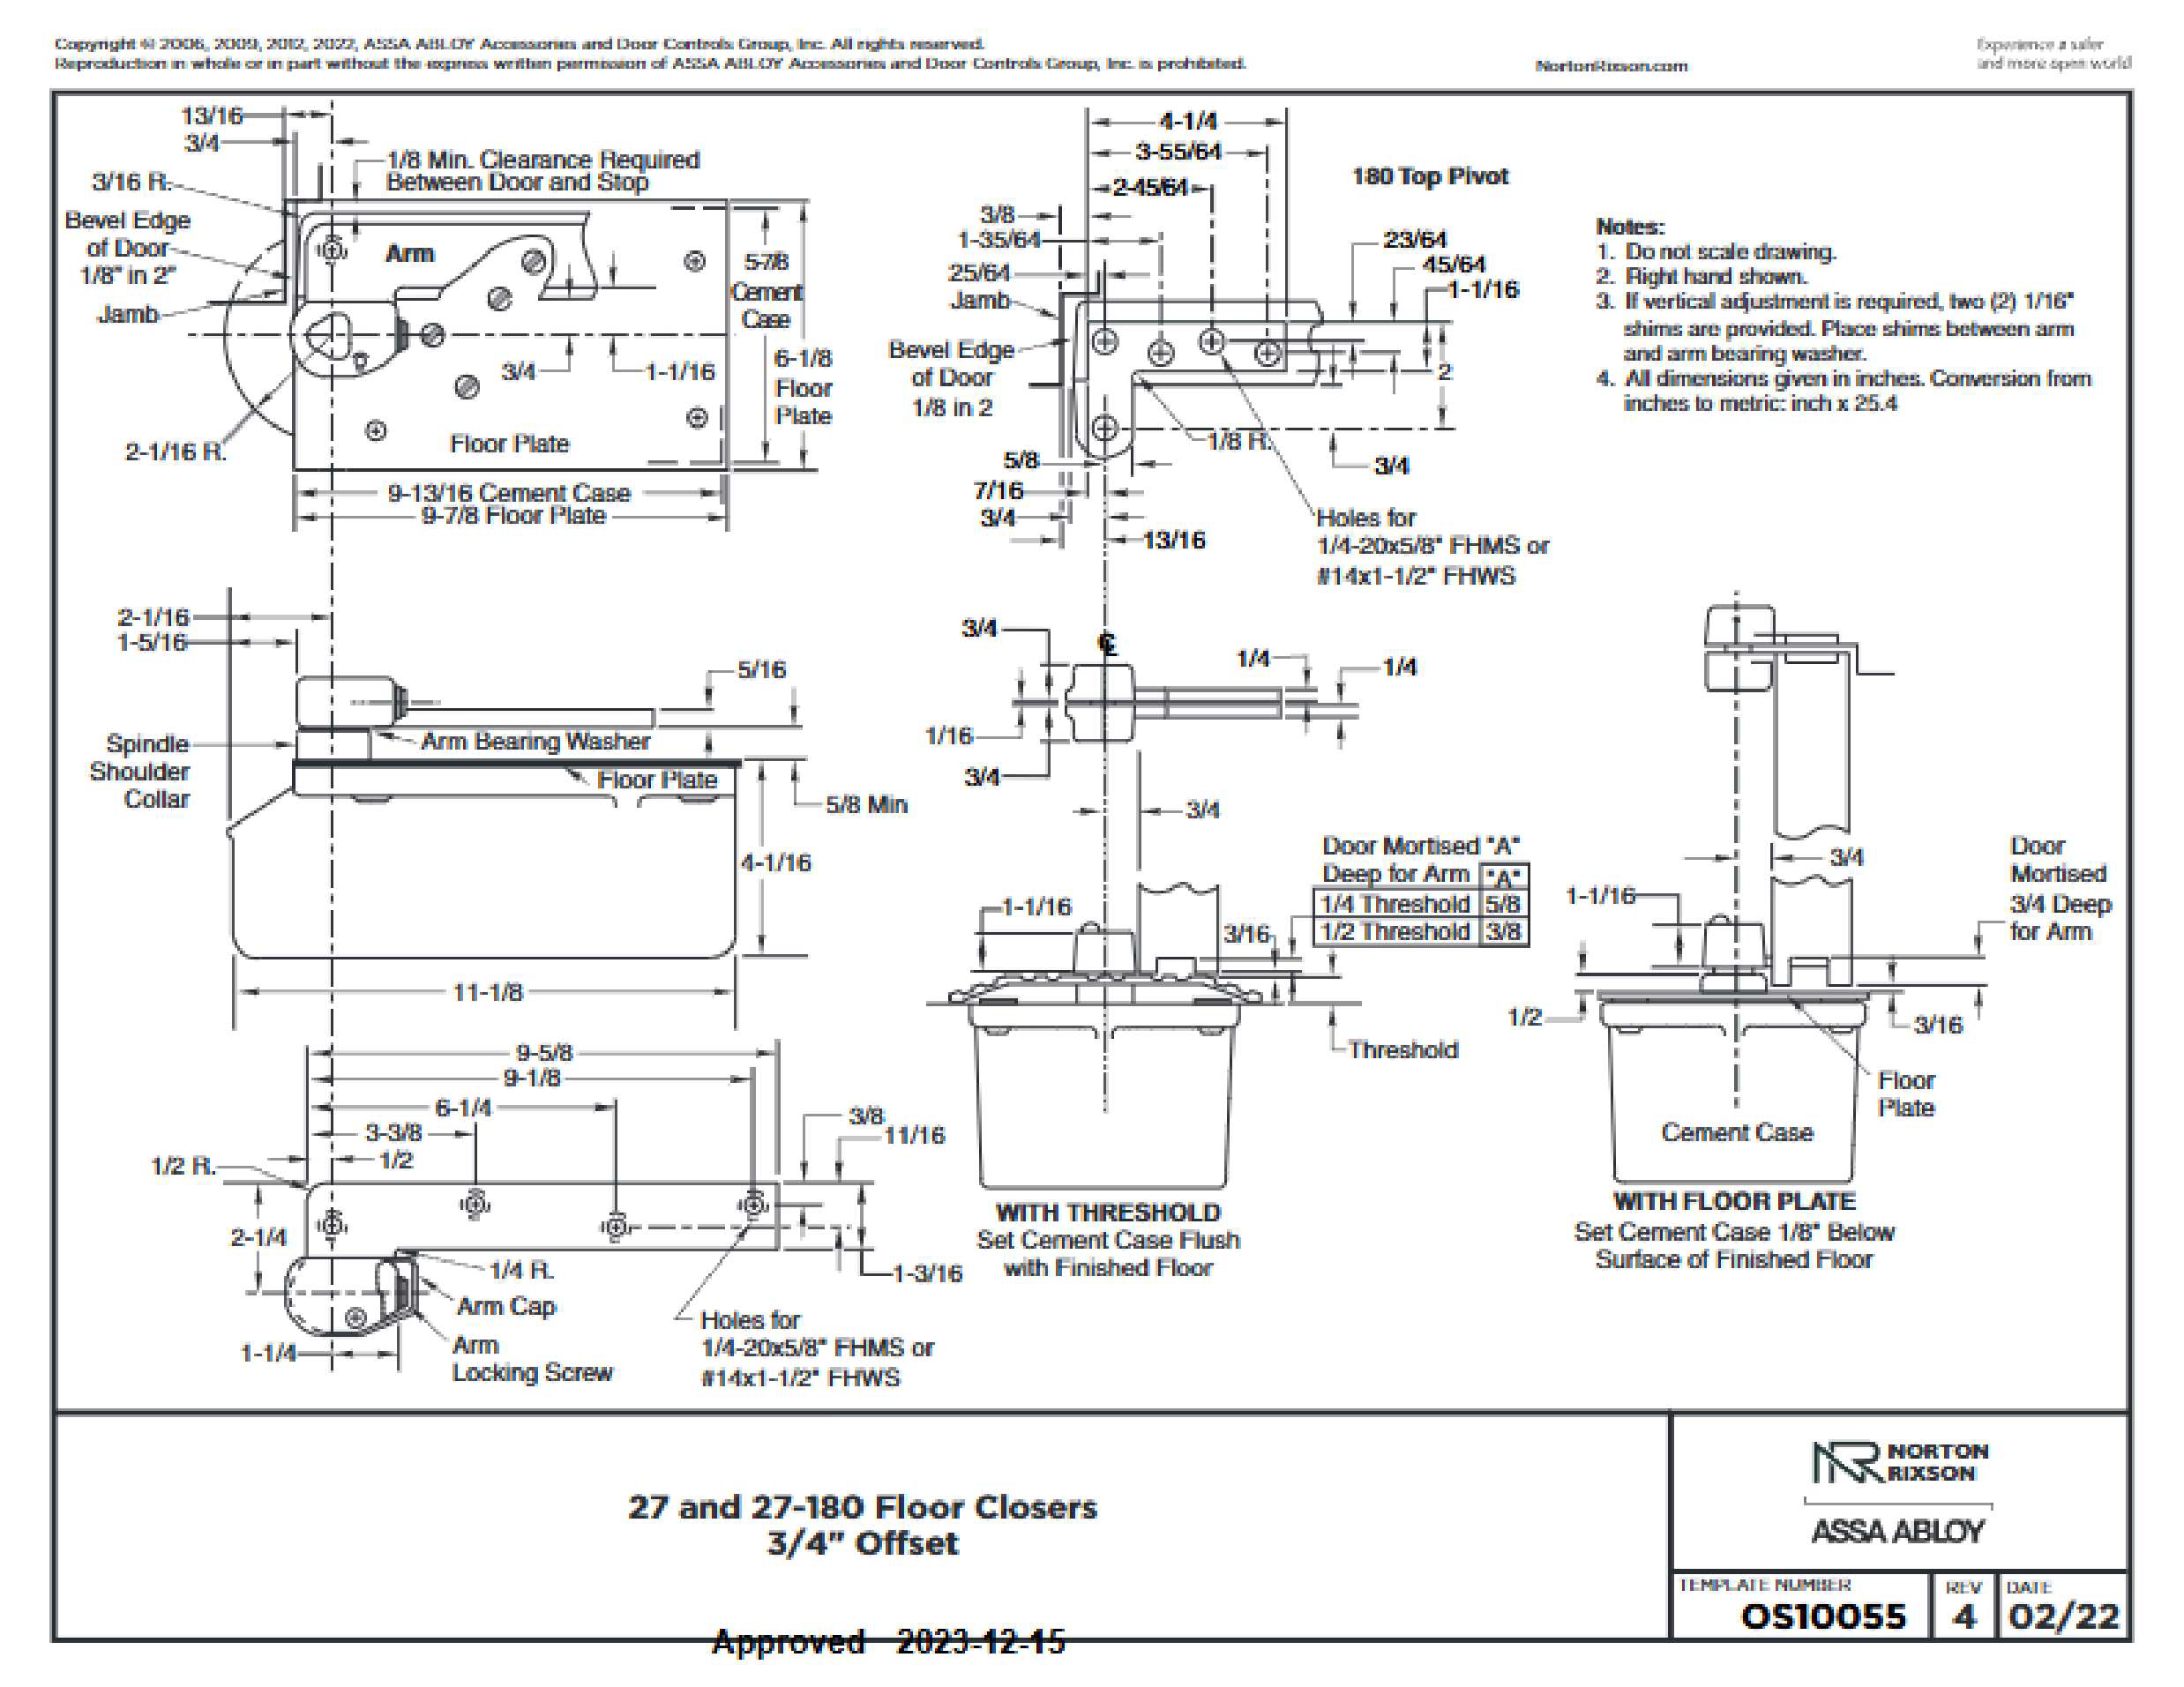 Copyright © 2006, 2009, 2012, 2022, ASSA ABLOY Accessories and Door Controls Group, Inc. All rights reserved.
Reproduction in whole or in part without the express written permission of ASSA ABLOY Accessories and Door Controls Group, Inc. is prohibited.
NortonRixson.com
Experience a safer
and more open world
13/16
3/4
3/16 R.
Bevel Edge
of Door
1/8" in 2"
Jamb
2-1/16 R.
1/8 Min. Clearance Required
Between Door and Stop
Arm
5-7/8
Cement
Case
6-1/8
Floor
Plate
3/4
1-1/16
Floor Plate
9-13/16 Cement Case
9-7/8 Floor Plate
4-1/4
3-55/64
2-45/64
3/8
1-35/64
25/64
Jamb
Bevel Edge
of Door
1/8 in 2
180 Top Pivot
23/64
45/64
1-1/16
2
1/8 R.
3/4
5/8
7/16
3/4
13/16
Holes for
1/4-20x5/8" FHMS or
#14x1-1/2" FHWS
Notes:
1. Do not scale drawing.
2. Right hand shown.
3. If vertical adjustment is required, two (2) 1/16"
shims are provided. Place shims between arm
and arm bearing washer.
4. All dimensions given in inches. Conversion from
inches to metric: inch x 25.4
2-1/16
1-5/16
5/16
Spindle
Shoulder
Collar
Arm Bearing Washer
Floor Plate
5/8 Min
4-1/16
11-1/8
3/4
℄
1/4
1/4
1/16
3/4
3/4
1-1/16
3/16
Door Mortised "A"
Deep for Arm "A"
1/4 Threshold 5/8
1/2 Threshold 3/8
Threshold
WITH THRESHOLD
Set Cement Case Flush
with Finished Floor
3/4
1-1/16
Door
Mortised
3/4 Deep
for Arm
1/2
3/16
Floor
Plate
Cement Case
WITH FLOOR PLATE
Set Cement Case 1/8" Below
Surface of Finished Floor
9-5/8
9-1/8
6-1/4
3-3/8
1/2
1/2 R.
3/8
11/16
2-1/4
1-3/16
1/4 R.
Arm Cap
Arm
Locking Screw
1-1/4
Holes for
1/4-20x5/8" FHMS or
#14x1-1/2" FHWS
27 and 27-180 Floor Closers
3/4" Offset
Approved 2023-12-15
NORTON
RIXSON
ASSA ABLOY
TEMPLATE NUMBER
OS10055
REV
4
DATE
02/22